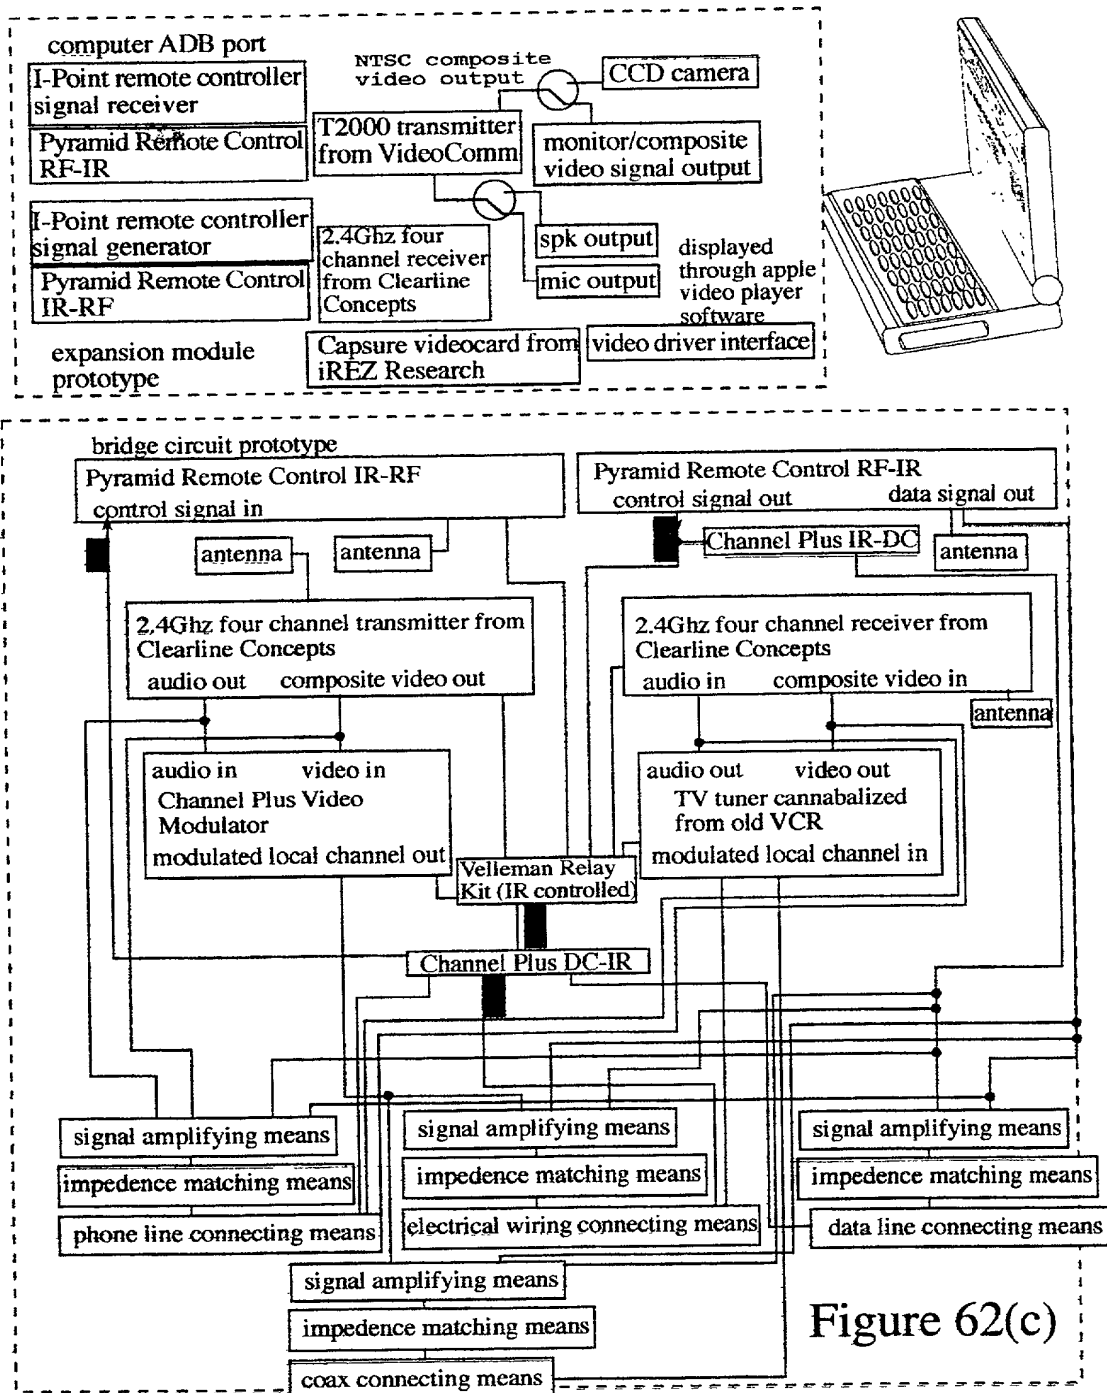 computer ADB port
I-Point remote controller
signal receiver
Pyramid Remote Control
RF-IR
I-Point remote controller
signal generator
Pyramid Remote Control
IR-RF
expansion module
prototype
NTSC composite
video output
CCD camera
T2000 transmitter
from VideoComm
monitor/composite
video signal output
2.4Ghz four
channel receiver
from Clearline
Concepts
spk output
mic output
displayed
through apple
video player
software
Capsure videocard from
iREZ Research
video driver interface
bridge circuit prototype
Pyramid Remote Control IR-RF
control signal in
Pyramid Remote Control RF-IR
control signal out
data signal out
antenna
antenna
Channel Plus IR-DC
antenna
2.4Ghz four channel transmitter from
Clearline Concepts
audio out
composite video out
2.4Ghz four channel receiver from
Clearline Concepts
audio in
composite video in
antenna
audio in
video in
Channel Plus Video
Modulator
modulated local channel out
audio out
video out
TV tuner cannabalized
from old VCR
modulated local channel in
Velleman Relay
Kit (IR controlled)
Channel Plus DC-IR
signal amplifying means
impedence matching means
phone line connecting means
signal amplifying means
impedence matching means
electrical wiring connecting means
signal amplifying means
impedence matching means
data line connecting means
signal amplifying means
impedence matching means
coax connecting means
Figure 62(c)